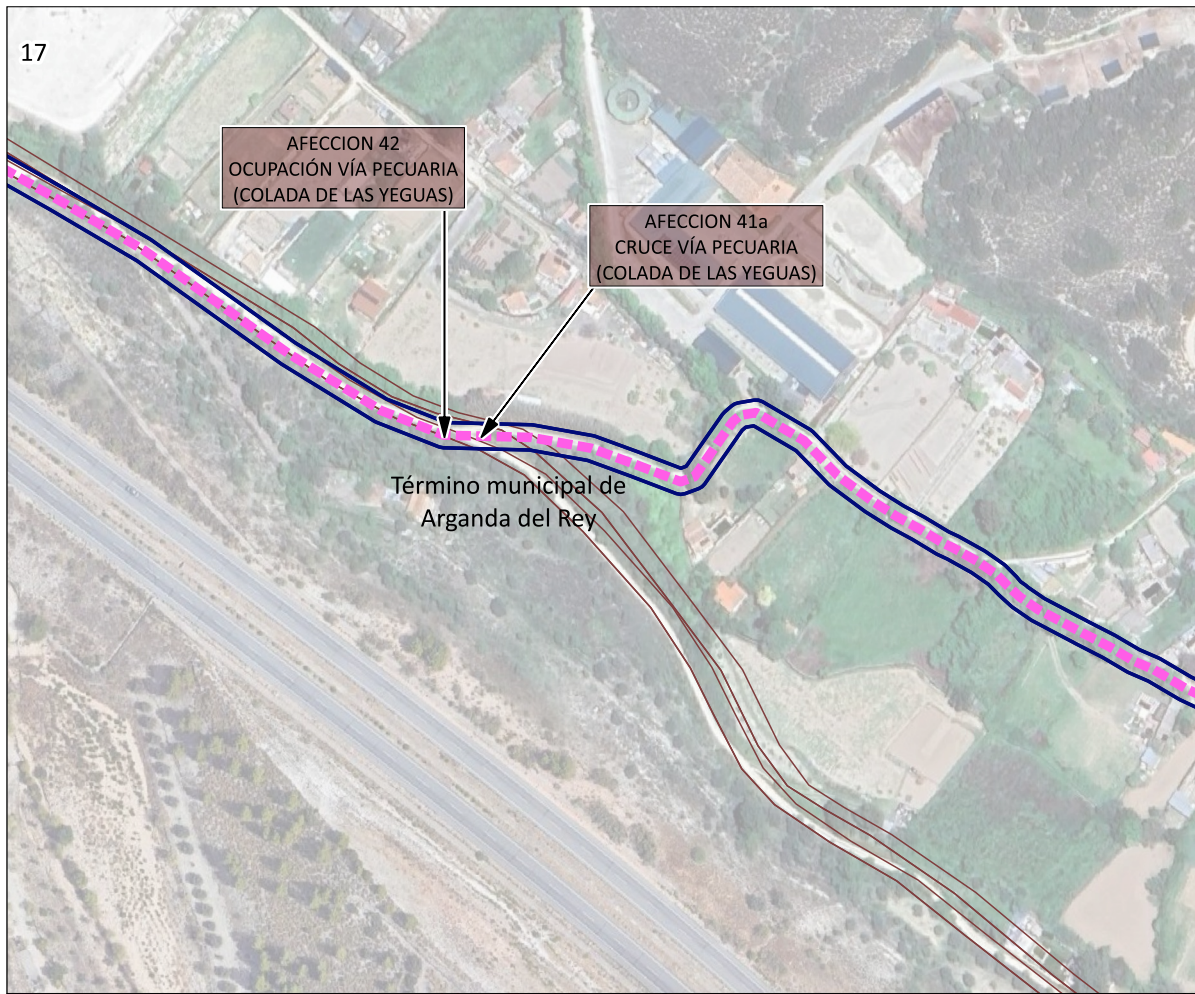 17
AFECCION 42
OCUPACIÓN VÍA PECUARIA
(COLADA DE LAS YEGUAS)
AFECCION 41a
CRUCE VÍA PECUARIA
(COLADA DE LAS YEGUAS)
Término municipal de
Arganda del Rey